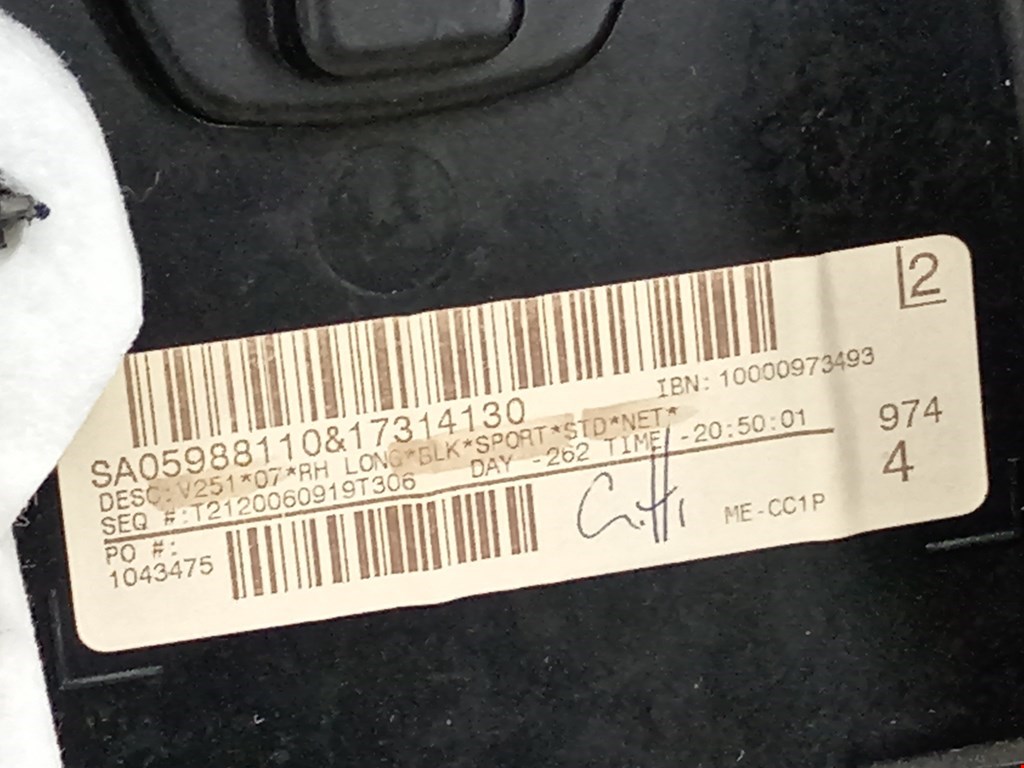 2
IBN: 10000973493
SA05988110&17314130
974
DESC:V251*07*RH LONG*BLK*SPORT*STD*NET*
4
SEQ #:T2120060919T306 DAY -262 TIME -20:50:01
PO #:
1043475
ME-CC1P